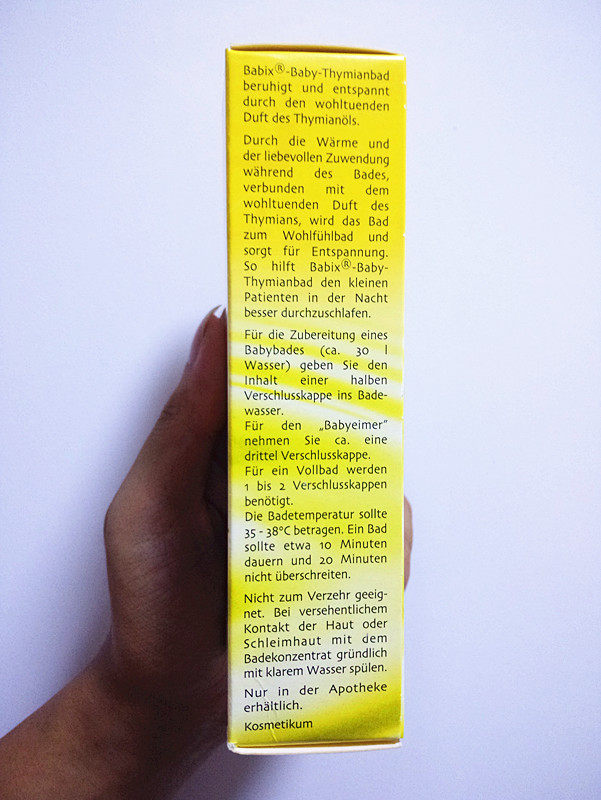 Babix®-Baby-Thymianbad
beruhigt und entspannt
durch den wohltuenden
Duft des Thymianöls.
Durch die Wärme und
der liebevollen Zuwendung
während des Bades,
verbunden mit dem
wohltuenden Duft des
Thymians, wird das Bad
zum Wohlfühlbad und
sorgt für Entspannung.
So hilft Babix®-Baby-
Thymianbad den kleinen
Patienten in der Nacht
besser durchzuschlafen.
Für die Zubereitung eines
Babybades (ca. 30 l
Wasser) geben Sie den
Inhalt einer halben
Verschlusskappe ins Bade-
wasser.
Für den „Babyeimer"
nehmen Sie ca. eine
drittel Verschlusskappe.
Für ein Vollbad werden
1 bis 2 Verschlusskappen
benötigt.
Die Badetemperatur sollte
35 - 38°C betragen. Ein Bad
sollte etwa 10 Minuten
dauern und 20 Minuten
nicht überschreiten.
Nicht zum Verzehr geeig-
net. Bei versehentlichem
Kontakt der Haut oder
Schleimhaut mit dem
Badekonzentrat gründlich
mit klarem Wasser spülen.
Nur in der Apotheke
erhältlich.
Kosmetikum